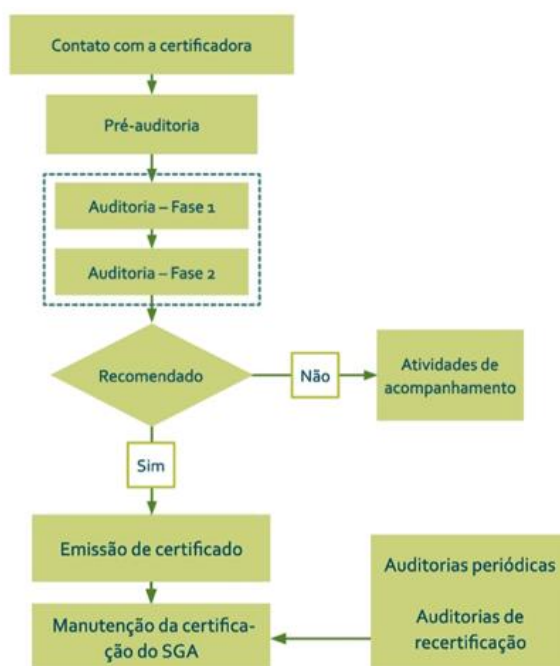 Contato com a certificadora
Pré-auditoria
Auditoria – Fase 1
Auditoria – Fase 2
Recomendado
Não
Atividades de
acompanhamento
Sim
Emissão de certificado
Manutenção da certifica-
ção do SGA
Auditorias periódicas
Auditorias de
recertificação